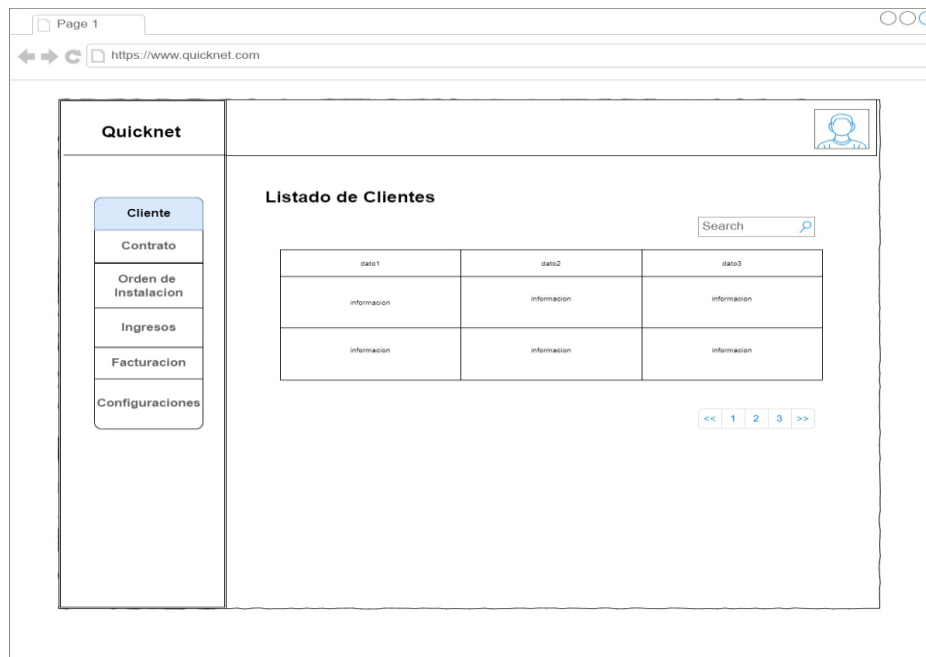 Page 1
https://www.quicknet.com
Quicknet
Cliente
Contrato
Orden de
Instalacion
Ingresos
Facturacion
Configuraciones
Listado de Clientes
Search
dato1 dato2 dato3
informacion informacion informacion
informacion informacion informacion
<< 1 2 3 >>